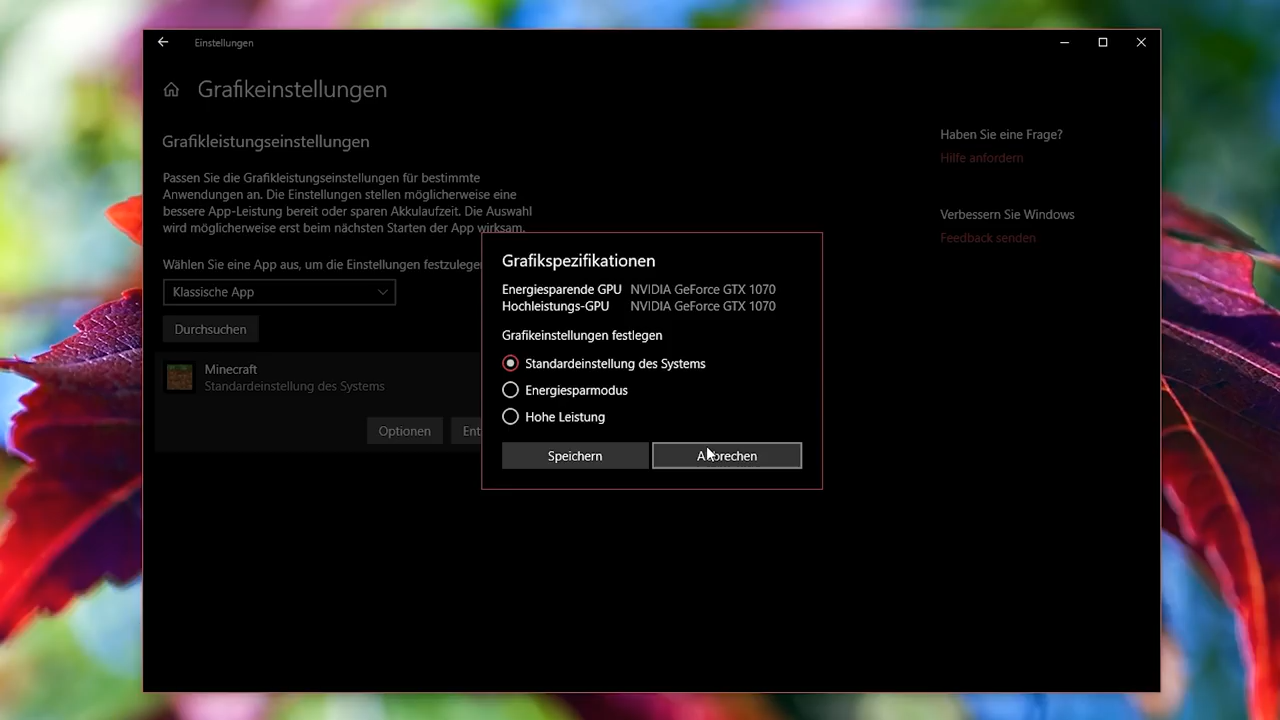 Einstellungen
Grafikeinstellungen
Grafikleistungseinstellungen
Passen Sie die Grafikleistungseinstellungen für bestimmte
Anwendungen an. Die Einstellungen stellen möglicherweise eine
bessere App-Leistung bereit oder sparen Akkulaufzeit. Die Auswahl
wird möglicherweise erst beim nächsten Starten der App wirksam.
Wählen Sie eine App aus, um die Einstellungen
Klassische App
Durchsuchen
Minecraft
Standardeinstellung des Systems
Optionen
Grafikspezifikationen
Energiesparende GPU NVIDIA GeForce GTX 1070
Hochleistungs-GPU NVIDIA GeForce GTX 1070
Grafikeinstellungen festlegen
Standardeinstellung des Systems
Energiesparmodus
Hohe Leistung
Speichern
Abbrechen
Haben Sie eine Frage?
Hilfe anfordern
Verbessern Sie Windows
Feedback senden